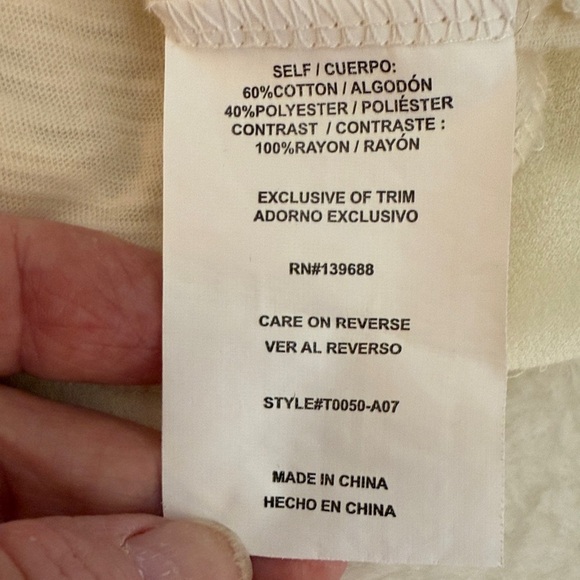 SELF / CUERPO:
60%COTTON / ALGODÓN
40%POLYESTER / POLIÉSTER
CONTRAST / CONTRASTE :
100%RAYON / RAYÓN
EXCLUSIVE OF TRIM
ADORNO EXCLUSIVO
RN#139688
CARE ON REVERSE
VER AL REVERSO
STYLE#T0050-A07
MADE IN CHINA
HECHO EN CHINA